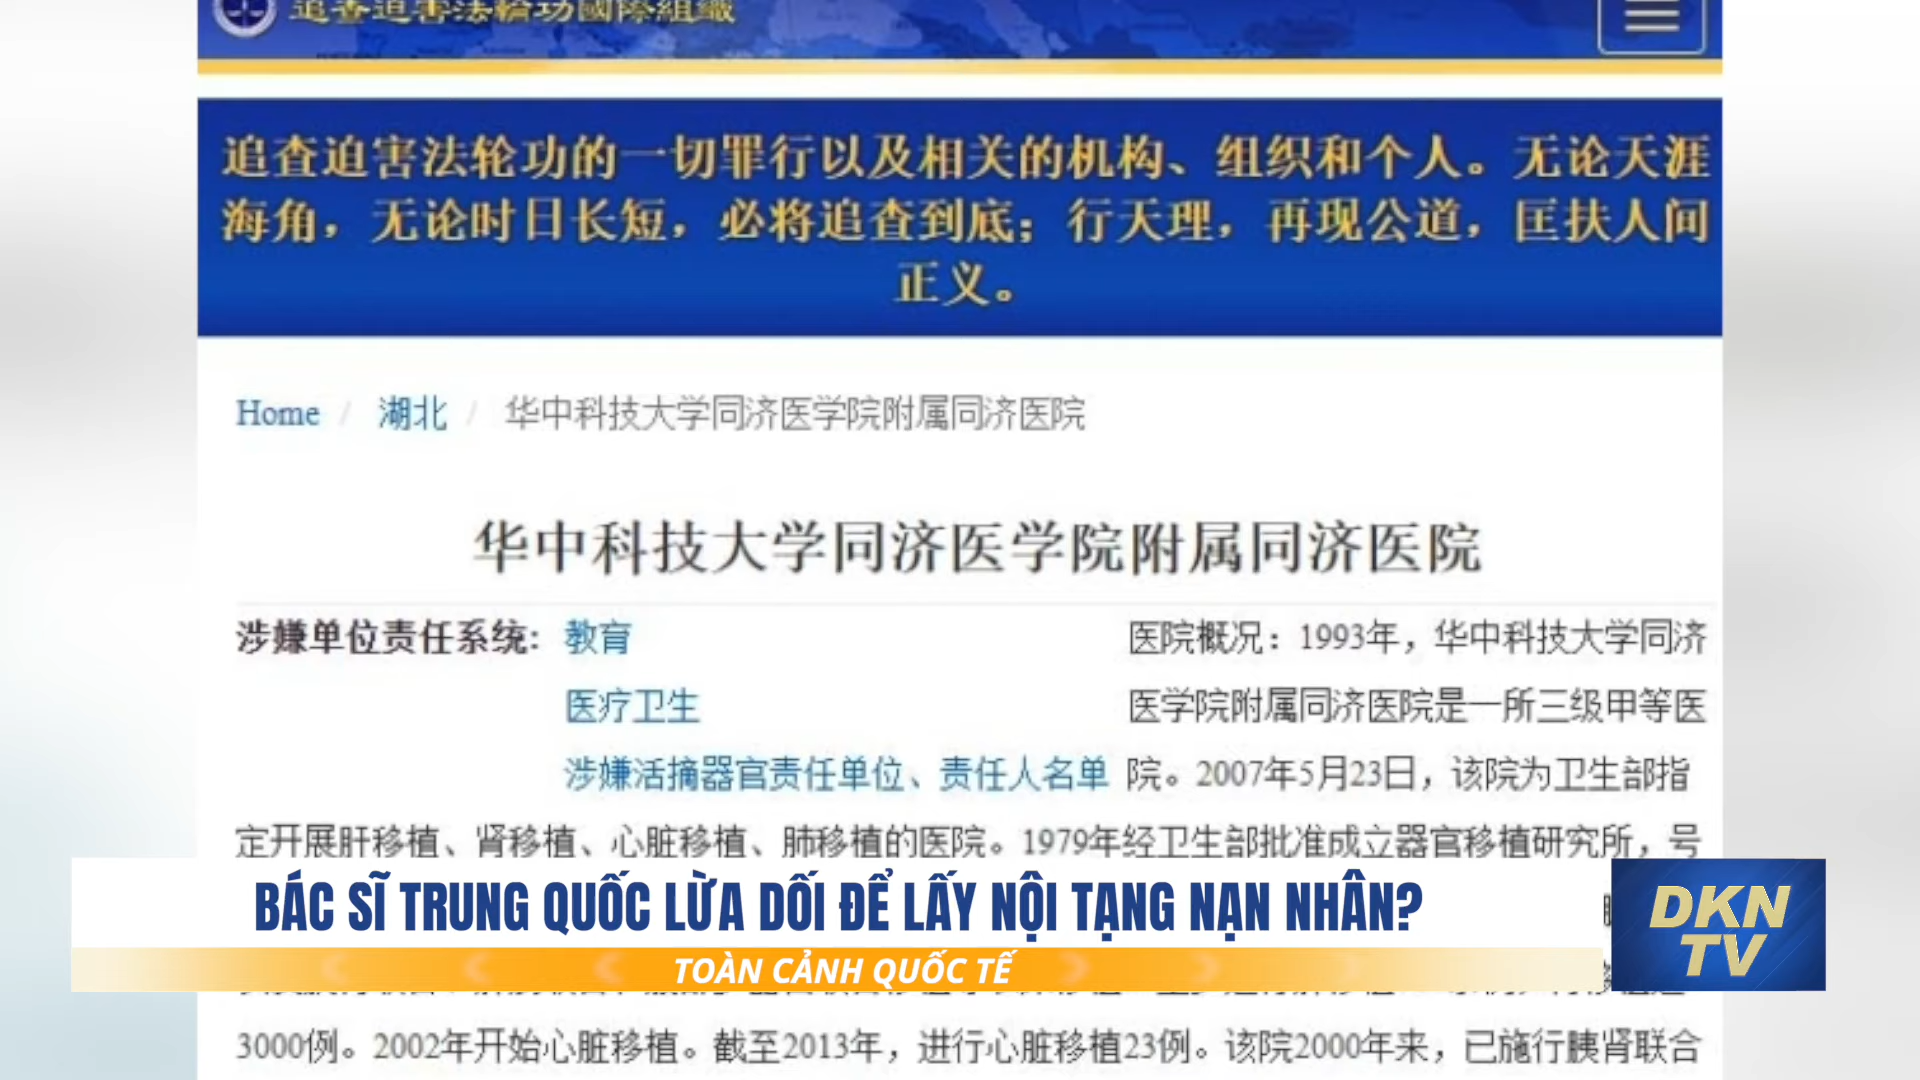 追查迫害法輪功國際組織
追查迫害法轮功的一切罪行以及相关的机构、组织和个人。无论天涯
海角，无论时日长短，必将追查到底；行天理，再现公道，匡扶人间
正义。
Home / 湖北 / 华中科技大学同济医学院附属同济医院
华中科技大学同济医学院附属同济医院
涉嫌单位责任系统: 教育
医疗卫生
涉嫌活摘器官责任单位、责任人名单
医院概况：1993年，华中科技大学同济
医学院附属同济医院是一所三级甲等医
院。2007年5月23日，该院为卫生部指
定开展肝移植、肾移植、心脏移植、肺移植的医院。1979年经卫生部批准成立器官移植研究所，号
BÁC SĨ TRUNG QUỐC LỪA DỐI ĐỂ LẤY NỘI TẠNG NẠN NHÂN?
TOÀN CẢNH QUỐC TẾ
DKN
TV
3000例。2002年开始心脏移植。截至2013年，进行心脏移植23例。该院2000年来，已施行胰肾联合